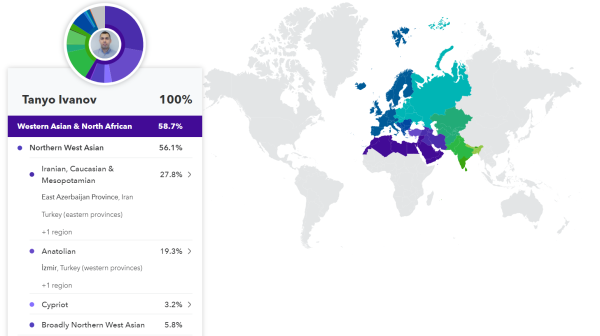 Tanyo Ivanov 100%
Western Asian & North African 58.7%
Northern West Asian 56.1%
Iranian, Caucasian &
Mesopotamian 27.8%
East Azerbaijan Province, Iran
Turkey (eastern provinces)
+1 region
Anatolian 19.3%
İzmir, Turkey (western provinces)
+1 region
Cypriot 3.2%
Broadly Northern West Asian 5.8%